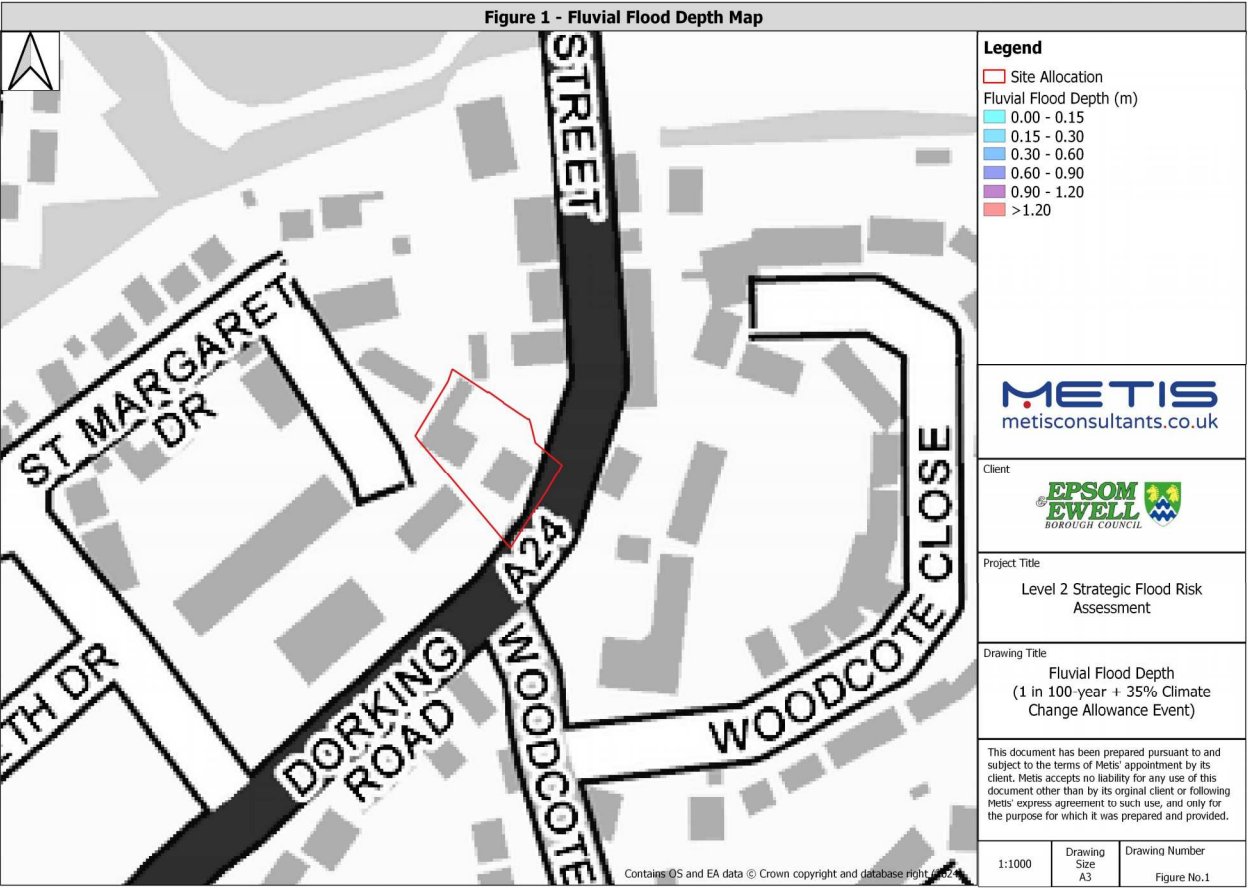 Figure 1 - Fluvial Flood Depth Map
STREET
ST MARGARET
DR
A24
DORKING
ROAD
WOODCOTE
WOODCOTE CLOSE
TH DR
Contains OS and EA data © Crown copyright and database right
Legend
Site Allocation
Fluvial Flood Depth (m)
0.00 - 0.15
0.15 - 0.30
0.30 - 0.60
0.60 - 0.90
0.90 - 1.20
>1.20
METIS
metisconsultants.co.uk
Client
EPSOM
& EWELL
BOROUGH COUNCIL
Project Title
Level 2 Strategic Flood Risk
Assessment
Drawing Title
Fluvial Flood Depth
(1 in 100-year + 35% Climate
Change Allowance Event)
This document has been prepared pursuant to and
subject to the terms of Metis' appointment by its
client. Metis accepts no liability for any use of this
document other than by its orginal client or following
Metis' express agreement to such use, and only for
the purpose for which it was prepared and provided.
1:1000
Drawing
Size
A3
Drawing Number
Figure No.1